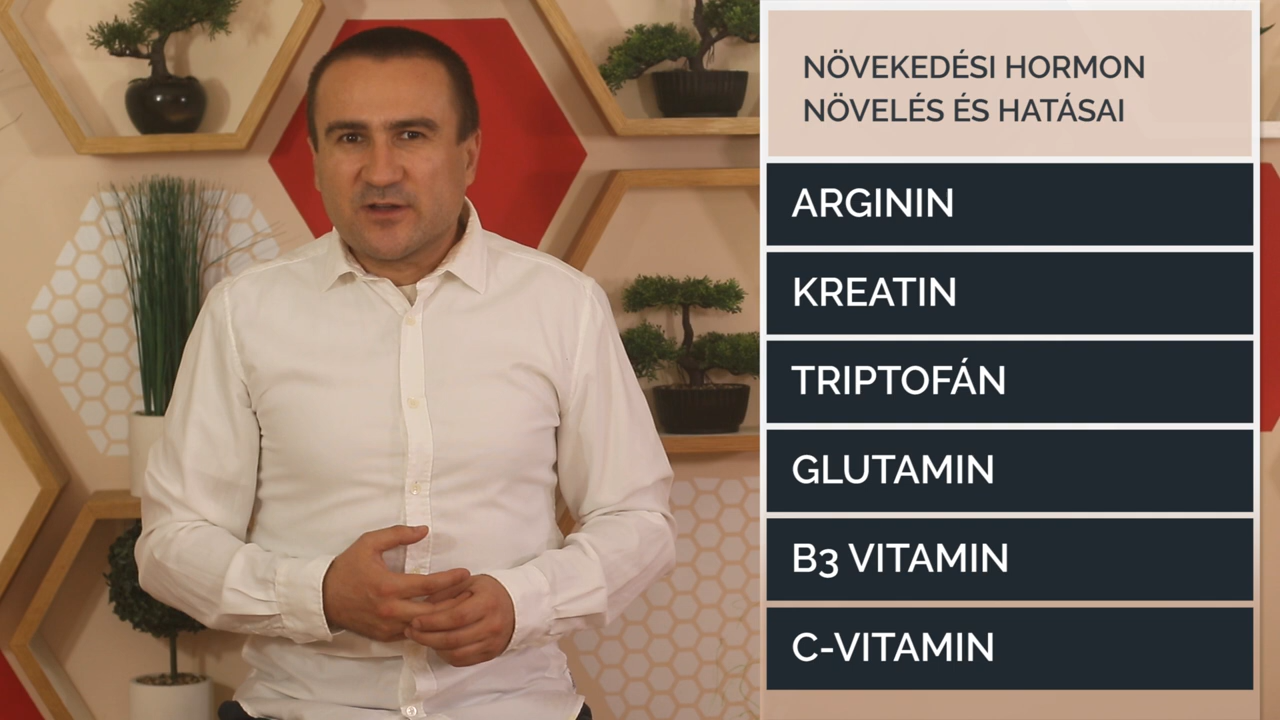 NÖVEKEDÉSI HORMON
NÖVELÉS ÉS HATÁSAI
ARGININ
KREATIN
TRIPTOFÁN
GLUTAMIN
B3 VITAMIN
C-VITAMIN